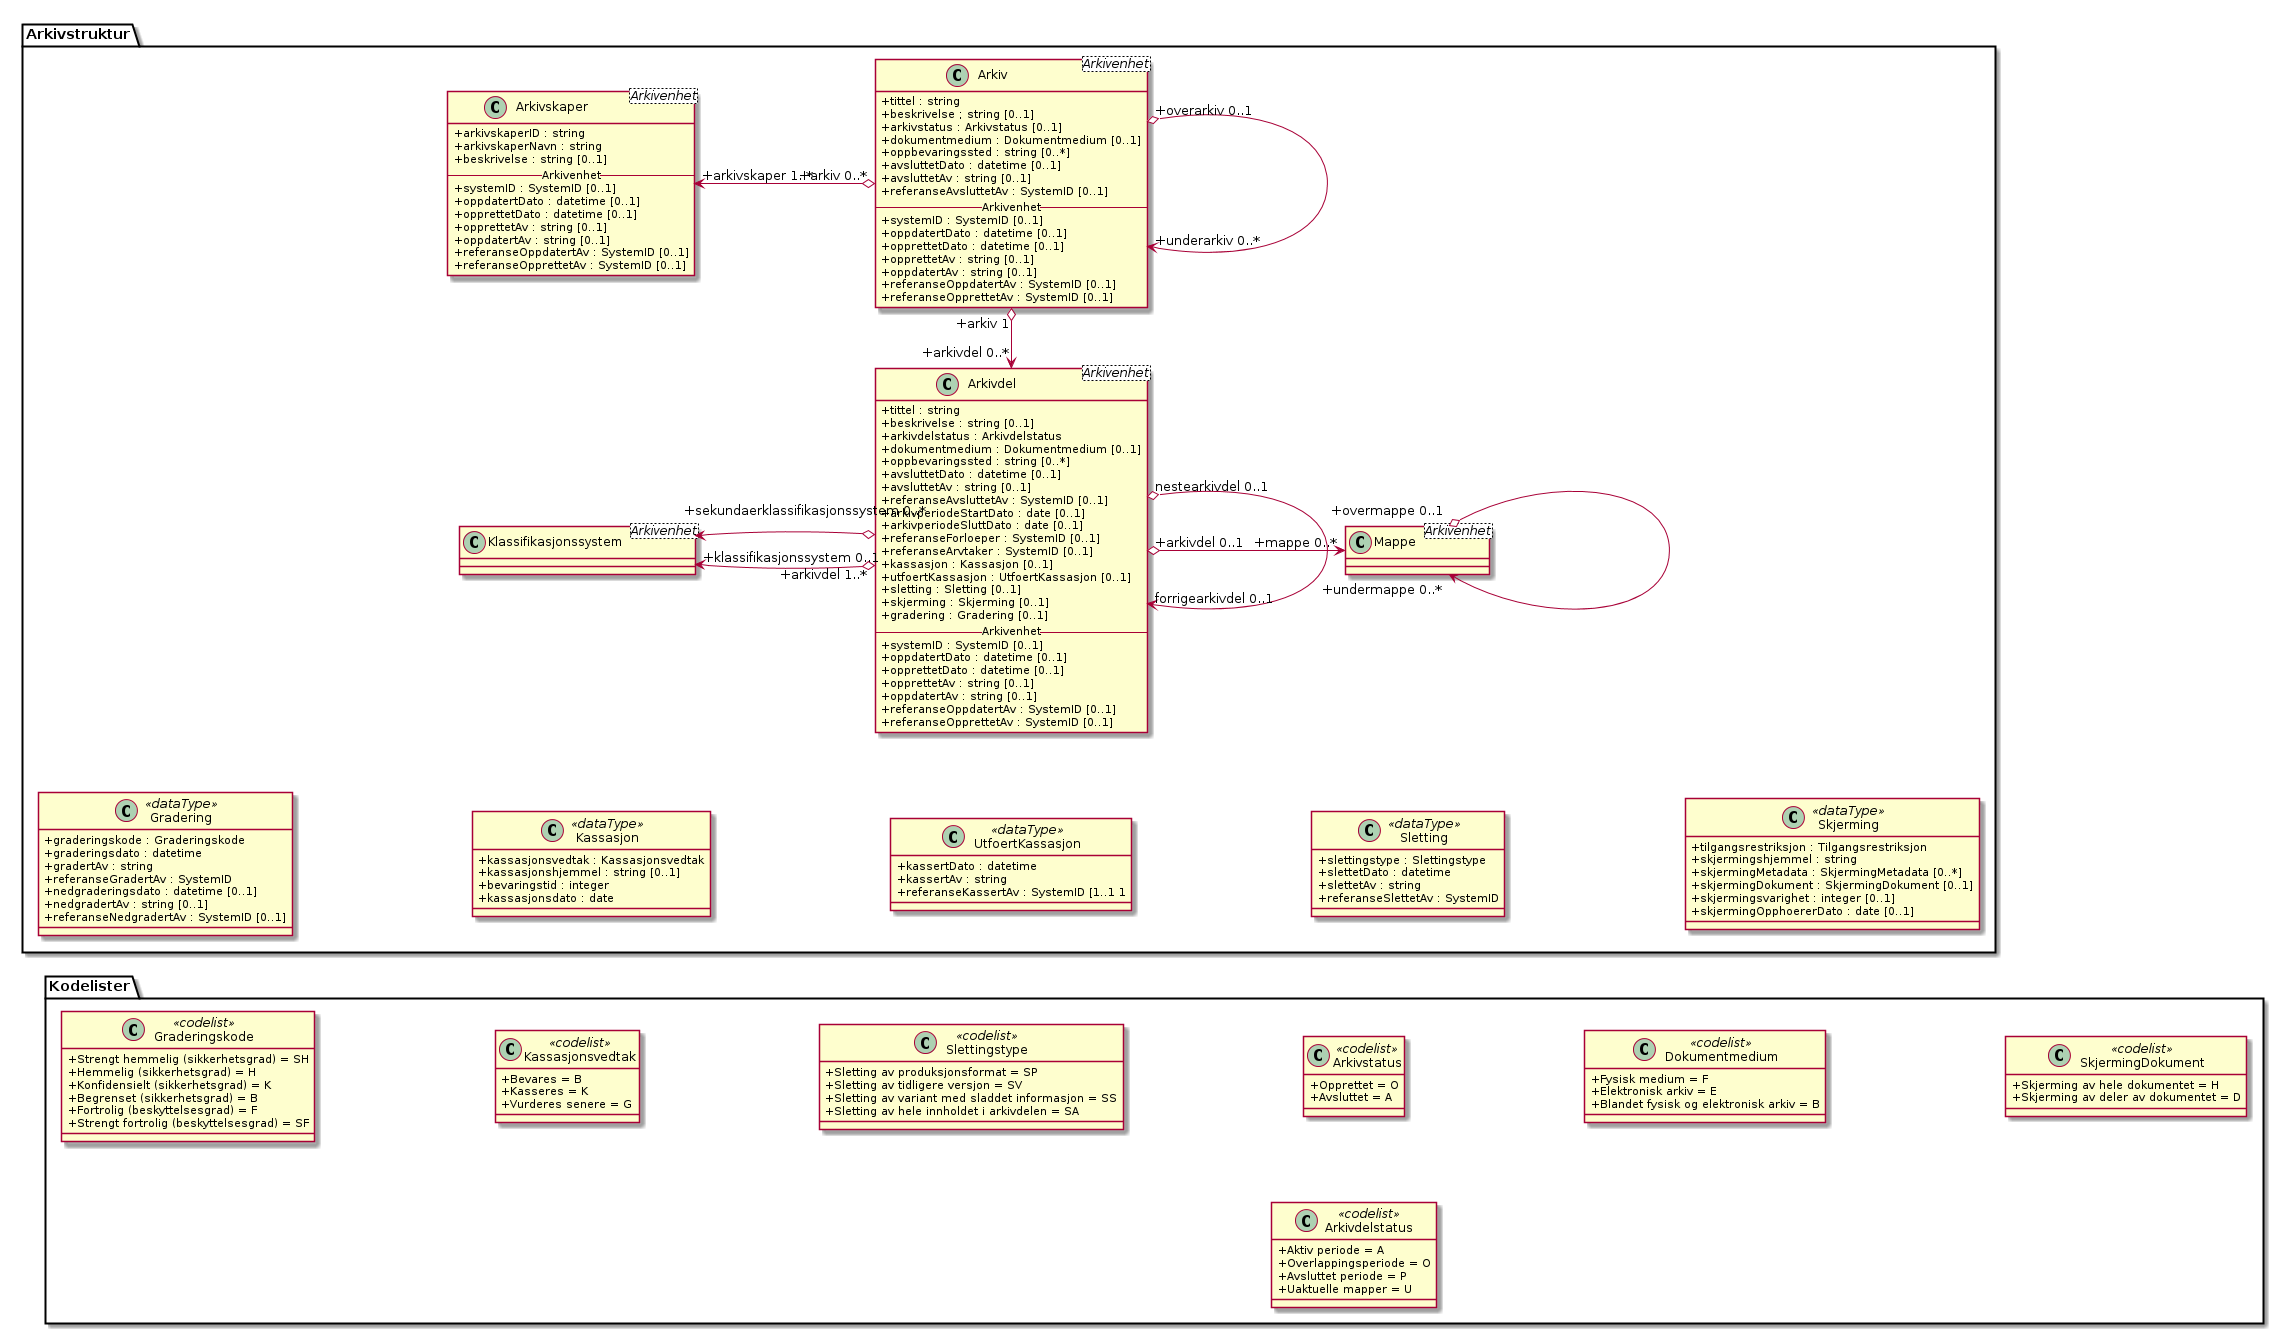 Arkivstruktur
Arkivenhet
Arkiv
+tittel : string
+beskrivelse ; string [0..1]
+arkivstatus : Arkivstatus [0..1]
+dokumentmedium : Dokumentmedium [0..1]
+oppbevaringssted : string [0..*]
+avsluttetDato : datetime [0..1]
+avsluttetAv : string [0..1]
+referanseAvsluttetAv : SystemID [0..1]
Arkivenhet
+systemID : SystemID [0..1]
+oppdatertDato : datetime [0..1]
+opprettetDato : datetime [0..1]
+opprettetAv : string [0..1]
+oppdatertAv : string [0..1]
+referanseOppdatertAv : SystemID [0..1]
+referanseOpprettetAv : SystemID [0..1]
Arkivenhet
Arkivskaper
+arkivskaperID : string
+arkivskaperNavn : string
+beskrivelse : string [0..1]
Arkivenhet
+systemID : SystemID [0..1]
+oppdatertDato : datetime [0..1]
+opprettetDato : datetime [0..1]
+opprettetAv : string [0..1]
+oppdatertAv : string [0..1]
+referanseOppdatertAv : SystemID [0..1]
+referanseOpprettetAv : SystemID [0..1]
+arkivskaper 1..*
+arkiv 0..*
+overarkiv 0..1
+underarkiv 0..*
+arkiv 1
+arkivdel 0..*
Arkivenhet
Arkivdel
+tittel : string
+beskrivelse : string [0..1]
+arkivdelstatus : Arkivdelstatus
+dokumentmedium : Dokumentmedium [0..1]
+oppbevaringssted : string [0..*]
+avsluttetDato : datetime [0..1]
+avsluttetAv : string [0..1]
+referanseAvsluttetAv : SystemID [0..1]
+arkivperiodeStartDato : date [0..1]
+arkivperiodeSluttDato : date [0..1]
+referanseForloeper : SystemID [0..1]
+referanseArvtaker : SystemID [0..1]
+kassasjon : Kassasjon [0..1]
+utfoertKassasjon : UtfoertKassasjon [0..1]
+sletting : Sletting [0..1]
+skjerming : Skjerming [0..1]
+gradering : Gradering [0..1]
Arkivenhet
+systemID : SystemID [0..1]
+oppdatertDato : datetime [0..1]
+opprettetDato : datetime [0..1]
+opprettetAv : string [0..1]
+oppdatertAv : string [0..1]
+referanseOppdatertAv : SystemID [0..1]
+referanseOpprettetAv : SystemID [0..1]
+sekundaerklassifikasjonssystem 0..*
Arkivenhet
Klassifikasjonssystem
+klassifikasjonssystem 0..1
+arkivdel 1..*
nestearkivdel 0..1
+arkivdel 0..1
+mappe 0..*
forrigearkivdel 0..1
+overmappe 0..1
Arkivenhet
Mappe
+undermappe 0..*
«dataType»
Gradering
+graderingskode : Graderingskode
+graderingsdato : datetime
+gradertAv : string
+referanseGradertAv : SystemID
+nedgraderingsdato : datetime [0..1]
+nedgradertAv : string [0..1]
+referanseNedgradertAv : SystemID [0..1]
«dataType»
Kassasjon
+kassasjonsvedtak : Kassasjonsvedtak
+kassasjonshjemmel : string [0..1]
+bevaringstid : integer
+kassasjonsdato : date
«dataType»
UtfoertKassasjon
+kassertDato : datetime
+kassertAv : string
+referanseKassertAv : SystemID [1..1 1
«dataType»
Sletting
+slettingstype : Slettingstype
+slettetDato : datetime
+slettetAv : string
+referanseSlettetAv : SystemID
«dataType»
Skjerming
+tilgangsrestriksjon : Tilgangsrestriksjon
+skjermingshjemmel : string
+skjermingMetadata : SkjermingMetadata [0..*]
+skjermingDokument : SkjermingDokument [0..1]
+skjermingsvarighet : integer [0..1]
+skjermingOpphoererDato : date [0..1]
Kodelister
«codelist»
Graderingskode
+Strengt hemmelig (sikkerhetsgrad) = SH
+Hemmelig (sikkerhetsgrad) = H
+Konfidensielt (sikkerhetsgrad) = K
+Begrenset (sikkerhetsgrad) = B
+Fortrolig (beskyttelsesgrad) = F
+Strengt fortrolig (beskyttelsesgrad) = SF
«codelist»
Kassasjonsvedtak
+Bevares = B
+Kasseres = K
+Vurderes senere = G
«codelist»
Slettingstype
+Sletting av produksjonsformat = SP
+Sletting av tidligere versjon = SV
+Sletting av variant med sladdet informasjon = SS
+Sletting av hele innholdet i arkivdelen = SA
«codelist»
Arkivstatus
+Opprettet = O
+Avsluttet = A
«codelist»
Dokumentmedium
+Fysisk medium = F
+Elektronisk arkiv = E
+Blandet fysisk og elektronisk arkiv = B
«codelist»
SkjermingDokument
+Skjerming av hele dokumentet = H
+Skjerming av deler av dokumentet = D
«codelist»
Arkivdelstatus
+Aktiv periode = A
+Overlappingsperiode = O
+Avsluttet periode = P
+Uaktuelle mapper = U